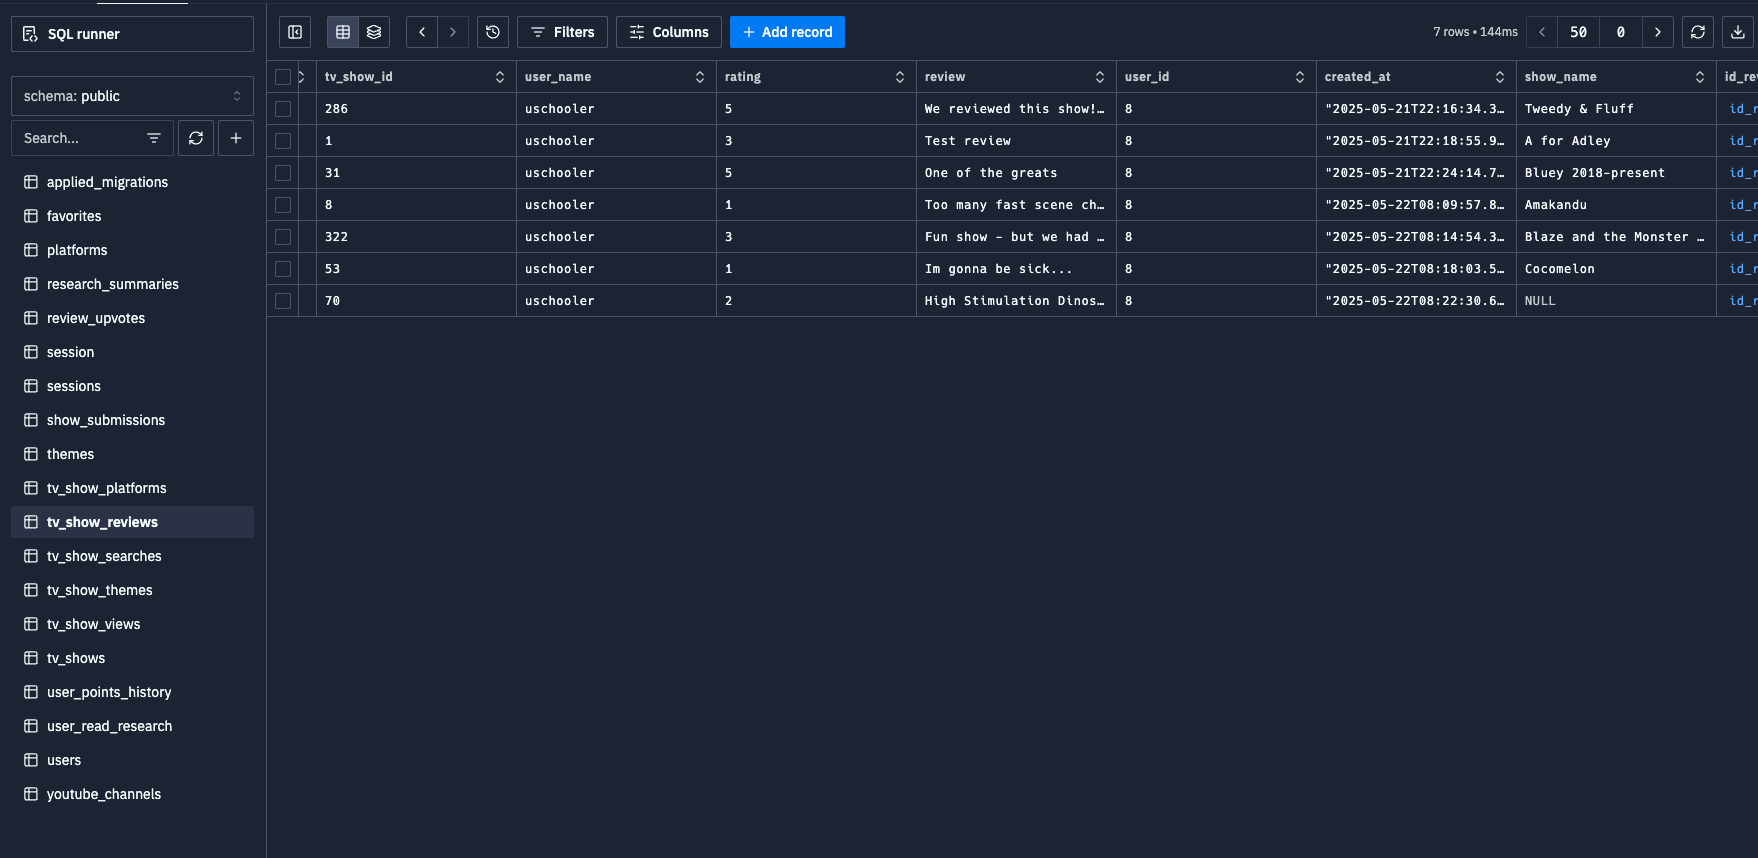 SQL runner
schema: public
Search...
applied_migrations
favorites
platforms
research_summaries
review_upvotes
session
sessions
show_submissions
themes
tv_show_platforms
tv_show_reviews
tv_show_searches
tv_show_themes
tv_show_views
tv_shows
user_points_history
user_read_research
users
youtube_channels
Filters Columns + Add record 7 rows • 144ms 50 0
tv_show_id user_name rating review user_id created_at show_name id_re
286 uschooler 5 We reviewed this show!… 8 "2025-05-21T22:16:34.3… Tweedy & Fluff id_r
1 uschooler 3 Test review 8 "2025-05-21T22:18:55.9… A for Adley id_r
31 uschooler 5 One of the greats 8 "2025-05-21T22:24:14.7… Bluey 2018-present id_r
8 uschooler 1 Too many fast scene ch… 8 "2025-05-22T08:09:57.8… Amakandu id_r
322 uschooler 3 Fun show - but we had … 8 "2025-05-22T08:14:54.3… Blaze and the Monster … id_r
53 uschooler 1 Im gonna be sick... 8 "2025-05-22T08:18:03.5… Cocomelon id_r
70 uschooler 2 High Stimulation Dinos… 8 "2025-05-22T08:22:30.6… NULL id_r